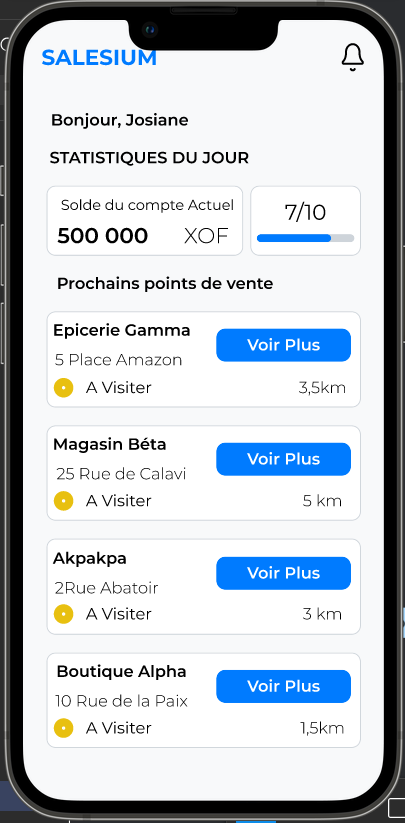 SALESIUM
Bonjour, Josiane
STATISTIQUES DU JOUR
Solde du compte Actuel
500 000 XOF
7/10
Prochains points de vente
Epicerie Gamma
Voir Plus
5 Place Amazon
A Visiter
3,5km
Magasin Béta
Voir Plus
25 Rue de Calavi
A Visiter
5 km
Akpakpa
Voir Plus
2Rue Abatoir
A Visiter
3 km
Boutique Alpha
Voir Plus
10 Rue de la Paix
A Visiter
1,5km